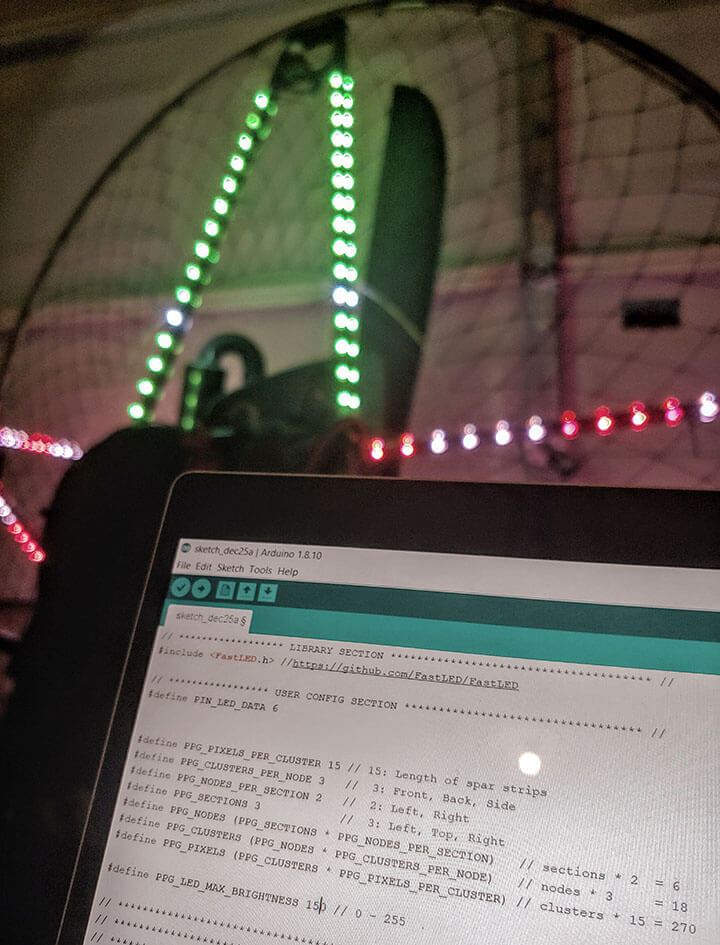 sketch_dec25a | Arduino 1.8.10
File Edit Sketch Tools Help
sketch_dec25a §
// ****************** LIBRARY SECTION ********************************** //
#include <FastLED.h> //https://github.com/FastLED/FastLED
// ***************** USER CONFIG SECTION ******************************* //
#define PIN_LED_DATA 6
#define PPG_PIXELS_PER_CLUSTER 15 // 15: Length of spar strips
#define PPG_CLUSTERS_PER_NODE 3 // 3: Front, Back, Side
#define PPG_NODES_PER_SECTION 2 // 2: Left, Right
#define PPG_SECTIONS 3 // 3: Left, Top, Right
#define PPG_NODES (PPG_SECTIONS * PPG_NODES_PER_SECTION) // sections * 2 = 6
#define PPG_CLUSTERS (PPG_NODES * PPG_CLUSTERS_PER_NODE) // nodes * 3 = 18
#define PPG_PIXELS (PPG_CLUSTERS * PPG_PIXELS_PER_CLUSTER) // clusters * 15 = 270
#define PPG_LED_MAX_BRIGHTNESS 150 // 0 - 255
// **********************************
// **********************************
// **************